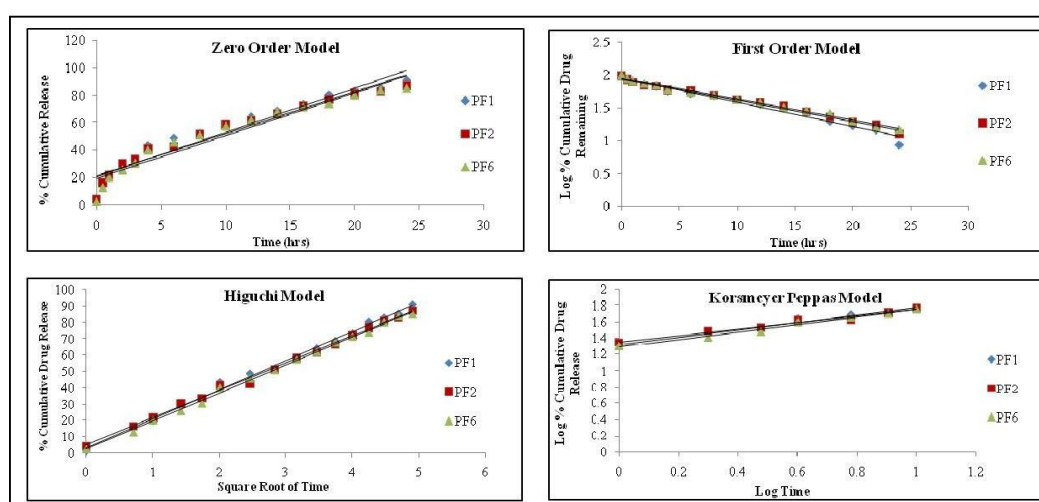 Zero Order Model
% Cumulative Release
120
100
80
60
40
20
0
0 5 10 15 20 25 30
Time (hrs)
PF1
PF2
PF6
First Order Model
Log % Cumulative Drug
Remaining
2.5
2
1.5
1
0.5
0
0 5 10 15 20 25 30
Time (hrs)
PF1
PF2
PF6
Higuchi Model
% Cumulative Drug Release
100
90
80
70
60
50
40
30
20
10
0
0 1 2 3 4 5 6
Square Root of Time
PF1
PF2
PF6
Korsmeyer Peppas Model
Log % Cumulative Drug
Release
2
1.8
1.6
1.4
1.2
1
0.8
0.6
0.4
0.2
0
0 0.2 0.4 0.6 0.8 1 1.2
Log Time
PF1
PF2
PF6